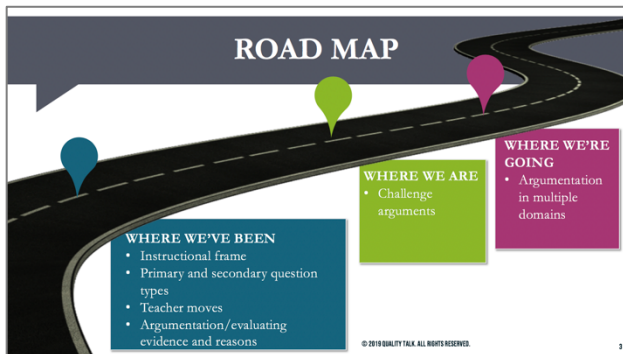 ROAD MAP
WHERE WE'VE BEEN
• Instructional frame
• Primary and secondary question
types
• Teacher moves
• Argumentation/evaluating
evidence and reasons
WHERE WE ARE
• Challenge
arguments
WHERE WE'RE
GOING
• Argumentation
in multiple
domains
© 2019 QUALITY TALK. ALL RIGHTS RESERVED.
3